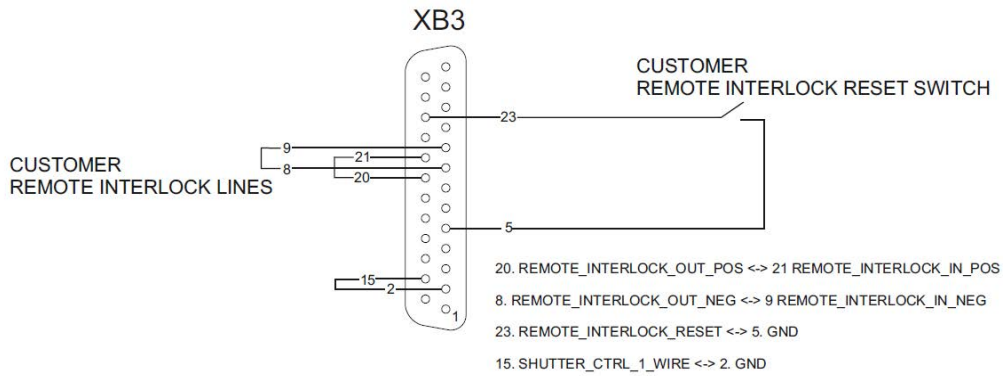 XB3
CUSTOMER
REMOTE INTERLOCK RESET SWITCH
23
9
21
8
20
CUSTOMER
REMOTE INTERLOCK LINES
5
15
2
1
20. REMOTE_INTERLOCK_OUT_POS <-> 21 REMOTE_INTERLOCK_IN_POS
8. REMOTE_INTERLOCK_OUT_NEG <-> 9 REMOTE_INTERLOCK_IN_NEG
23. REMOTE_INTERLOCK_RESET <-> 5. GND
15. SHUTTER_CTRL_1_WIRE <-> 2. GND